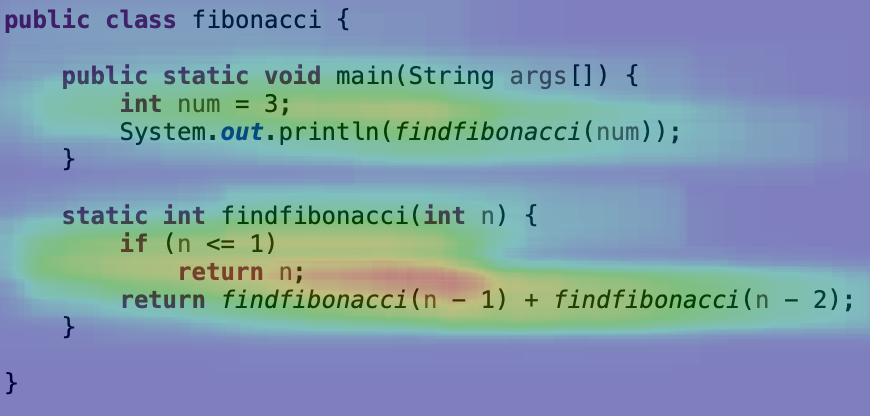 public class fibonacci {
public static void main(String args[]) {
int num = 3;
System.out.println(findfibonacci(num));
}
static int findfibonacci(int n) {
if (n <= 1)
return n;
return findfibonacci(n - 1) + findfibonacci(n - 2);
}
}